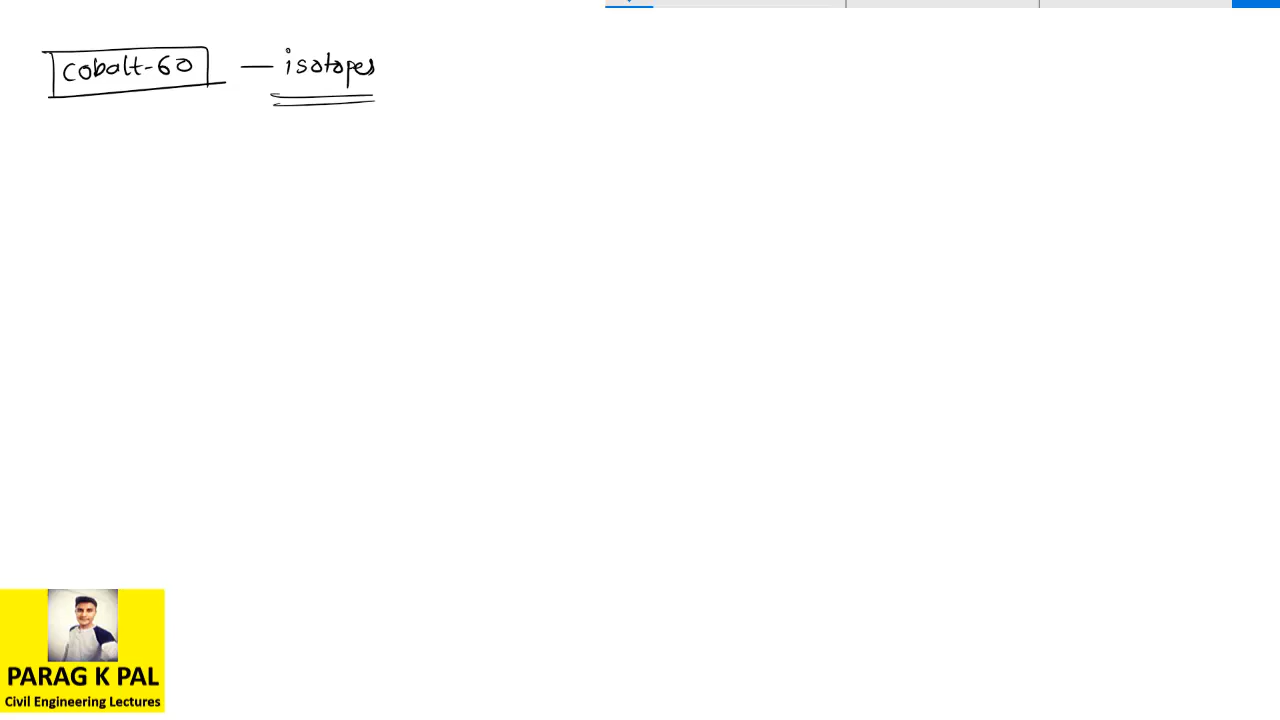 cobalt-60 — isotopes
PARAG K PAL
Civil Engineering Lectures